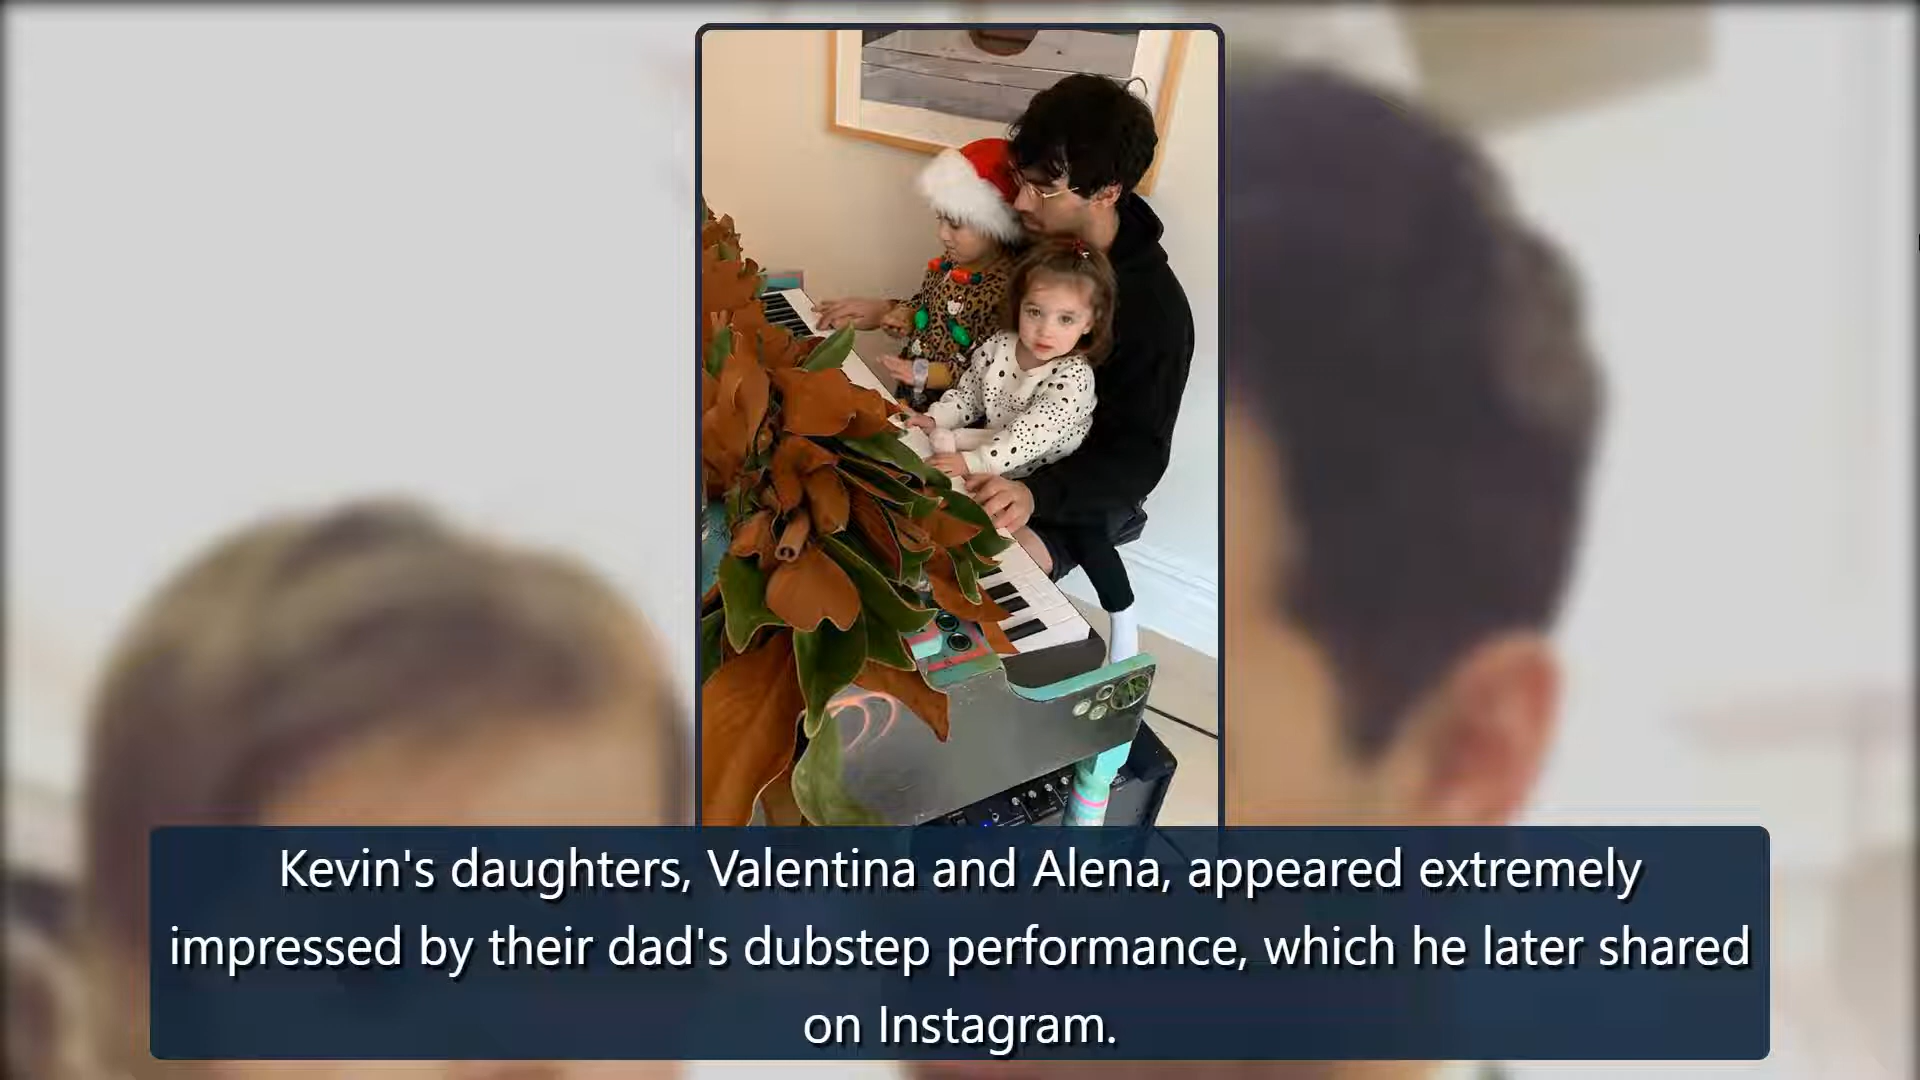 Kevin's daughters, Valentina and Alena, appeared extremely
impressed by their dad's dubstep performance, which he later shared
on Instagram.